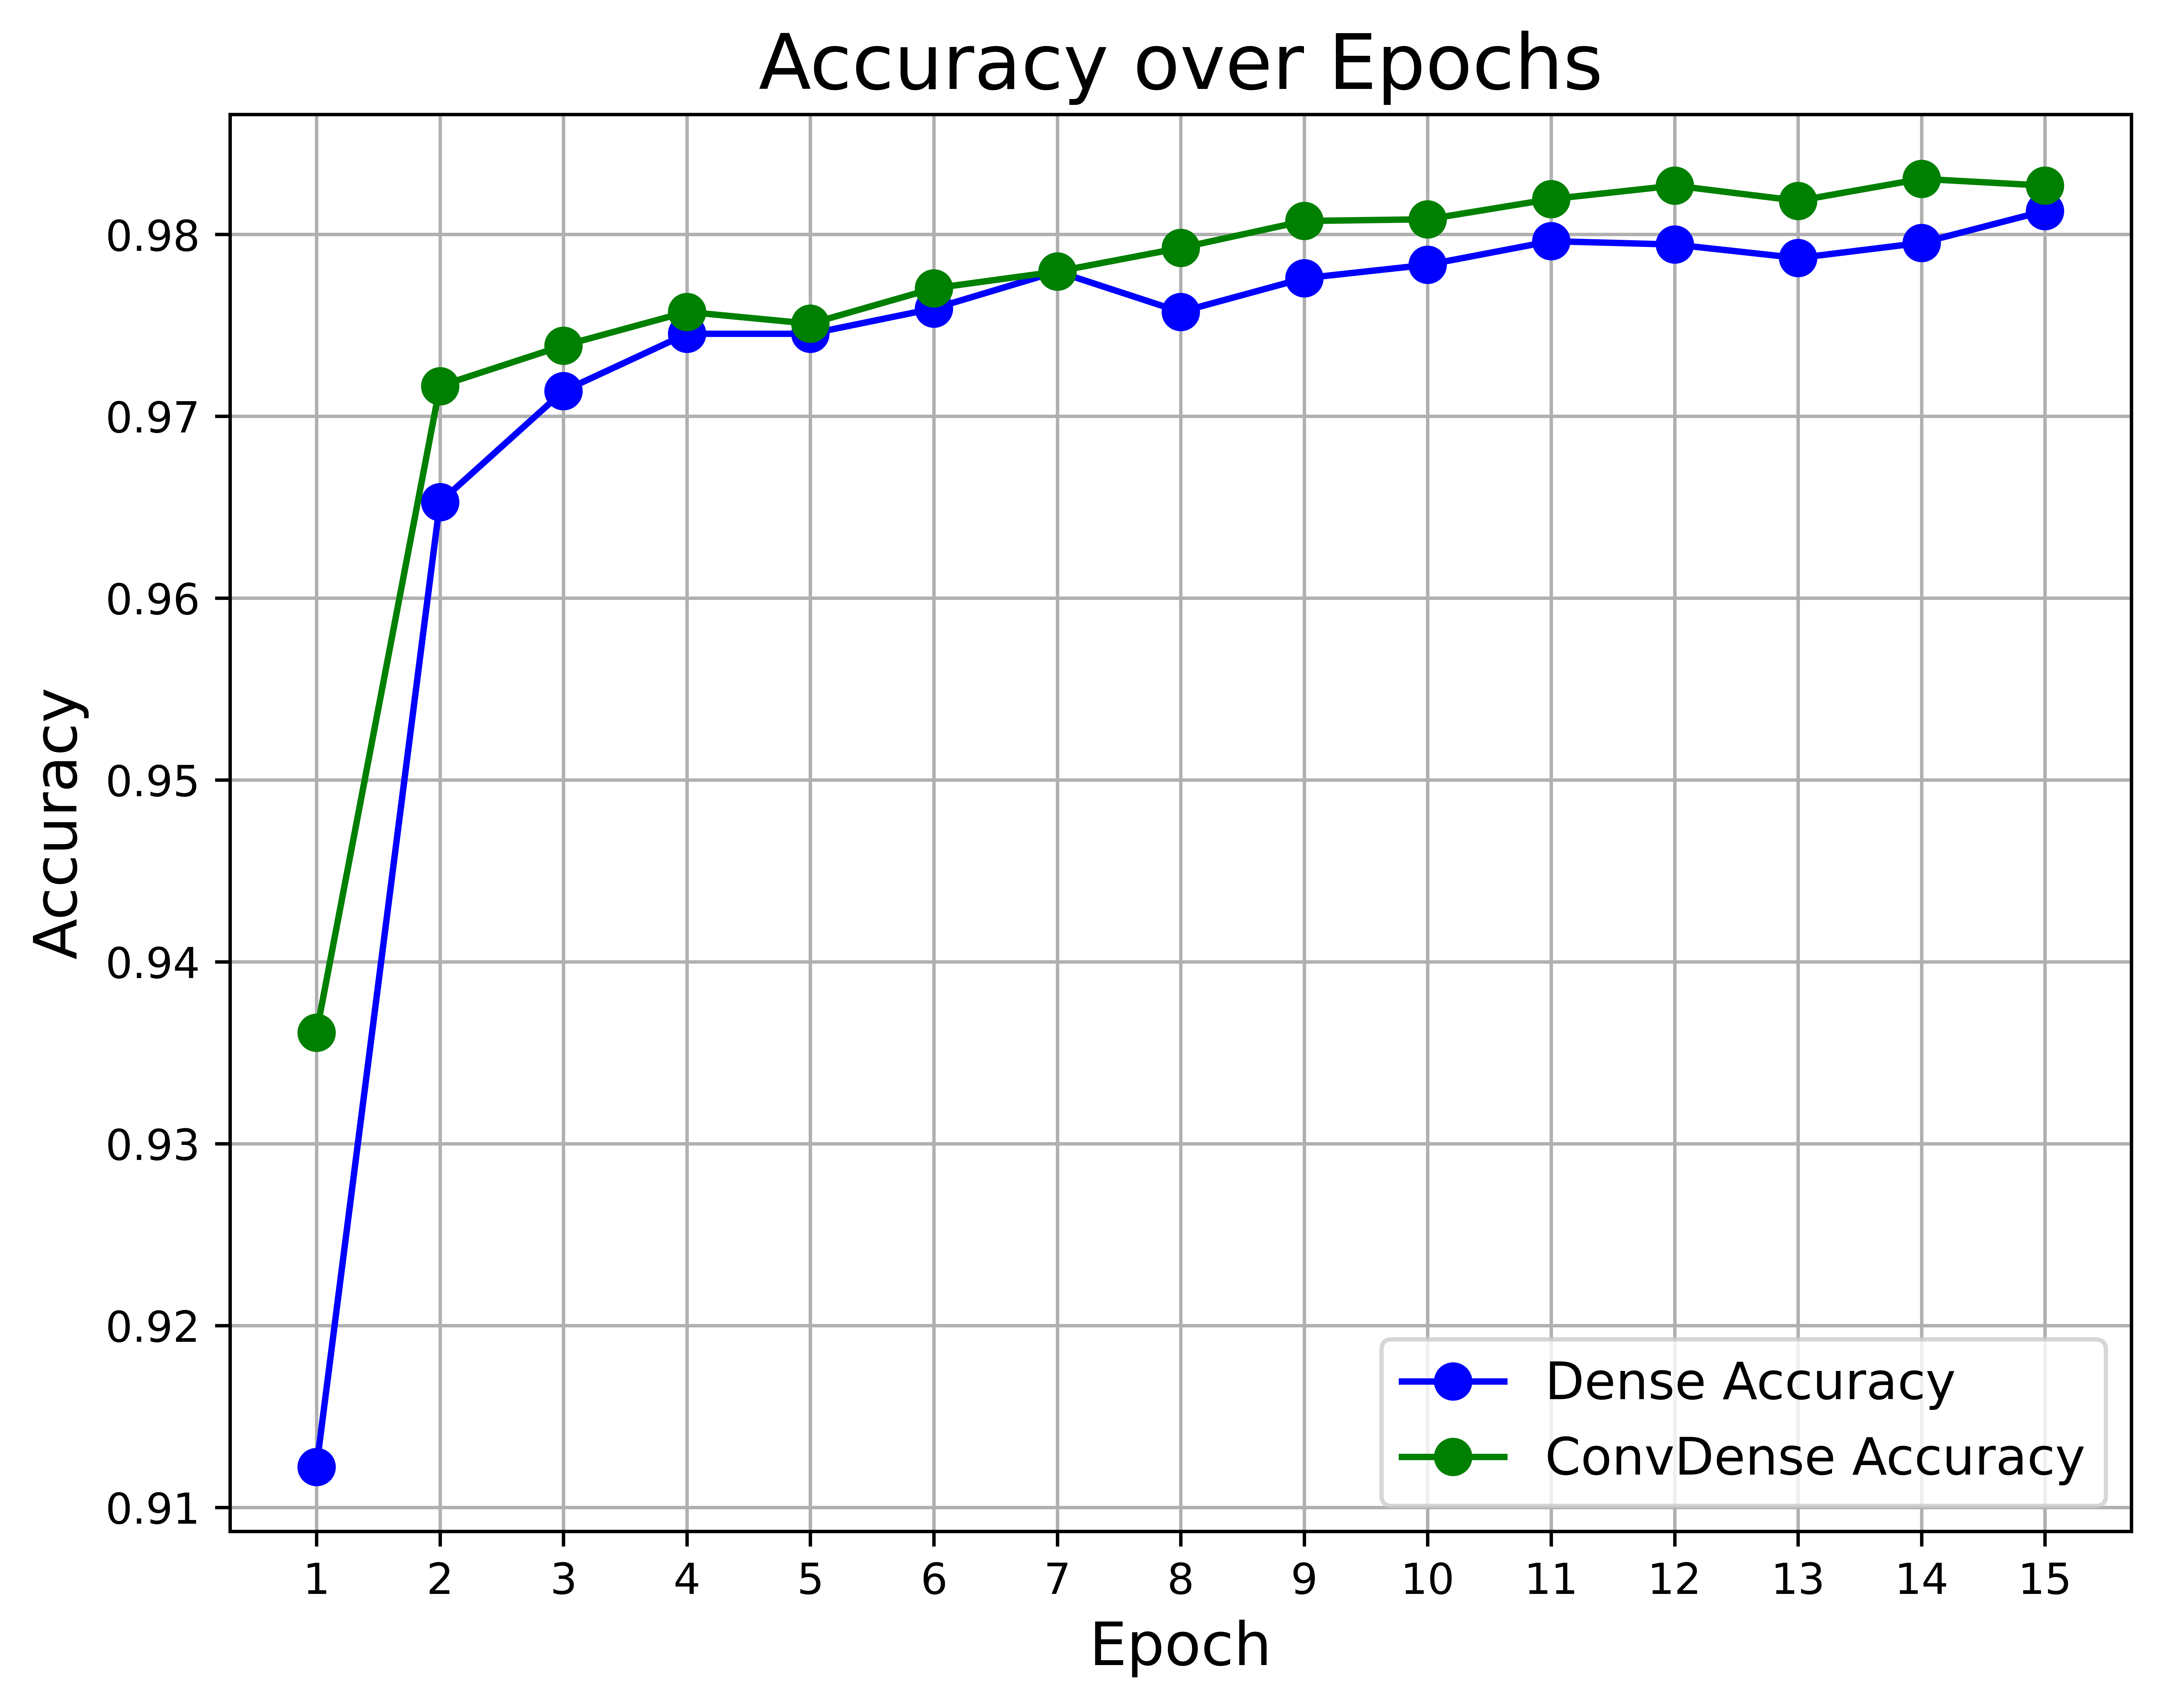 Accuracy over Epochs
Accuracy
0.98
0.97
0.96
0.95
0.94
0.93
0.92
0.91
Dense Accuracy
ConvDense Accuracy
1 2 3 4 5 6 7 8 9 10 11 12 13 14 15
Epoch